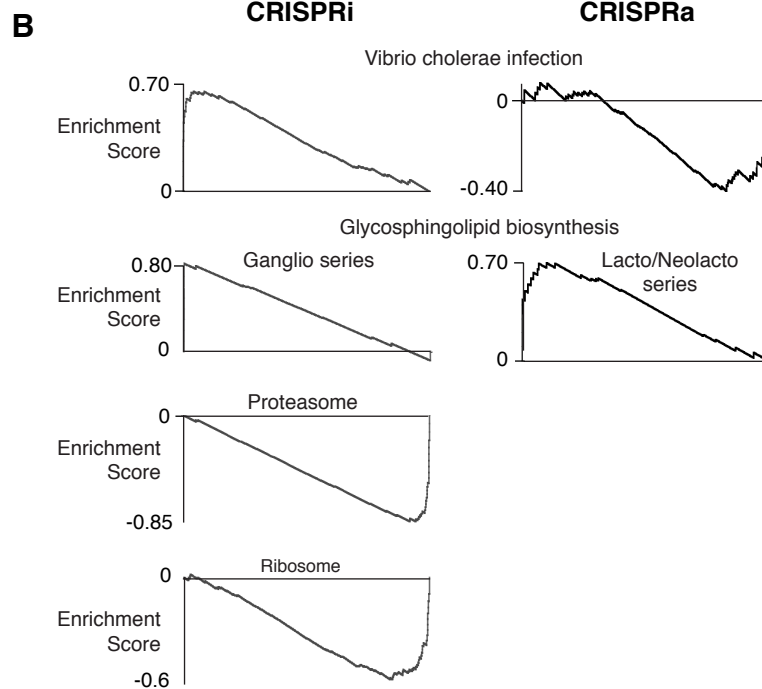 B
CRISPRi
CRISPRa
Vibrio cholerae infection
0.70
Enrichment
Score
0
0
-0.40
Glycosphingolipid biosynthesis
Ganglio series
0.80
Enrichment
Score
0
Lacto/Neolacto
series
0.70
0
Proteasome
0
Enrichment
Score
-0.85
Ribosome
0
Enrichment
Score
-0.6